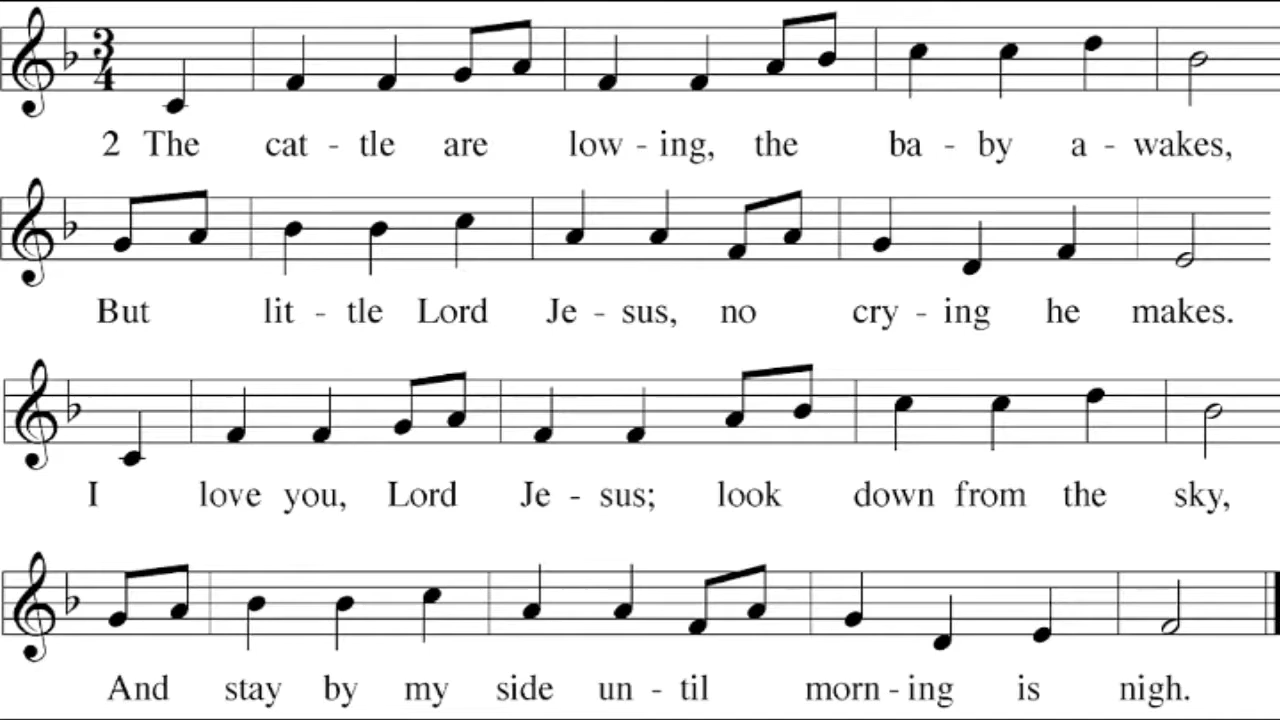 2 The cat - tle are low - ing, the ba - by a - wakes,
But lit - tle Lord Je - sus, no cry - ing he makes.
I love you, Lord Je - sus; look down from the sky,
And stay by my side un - til morn - ing is nigh.